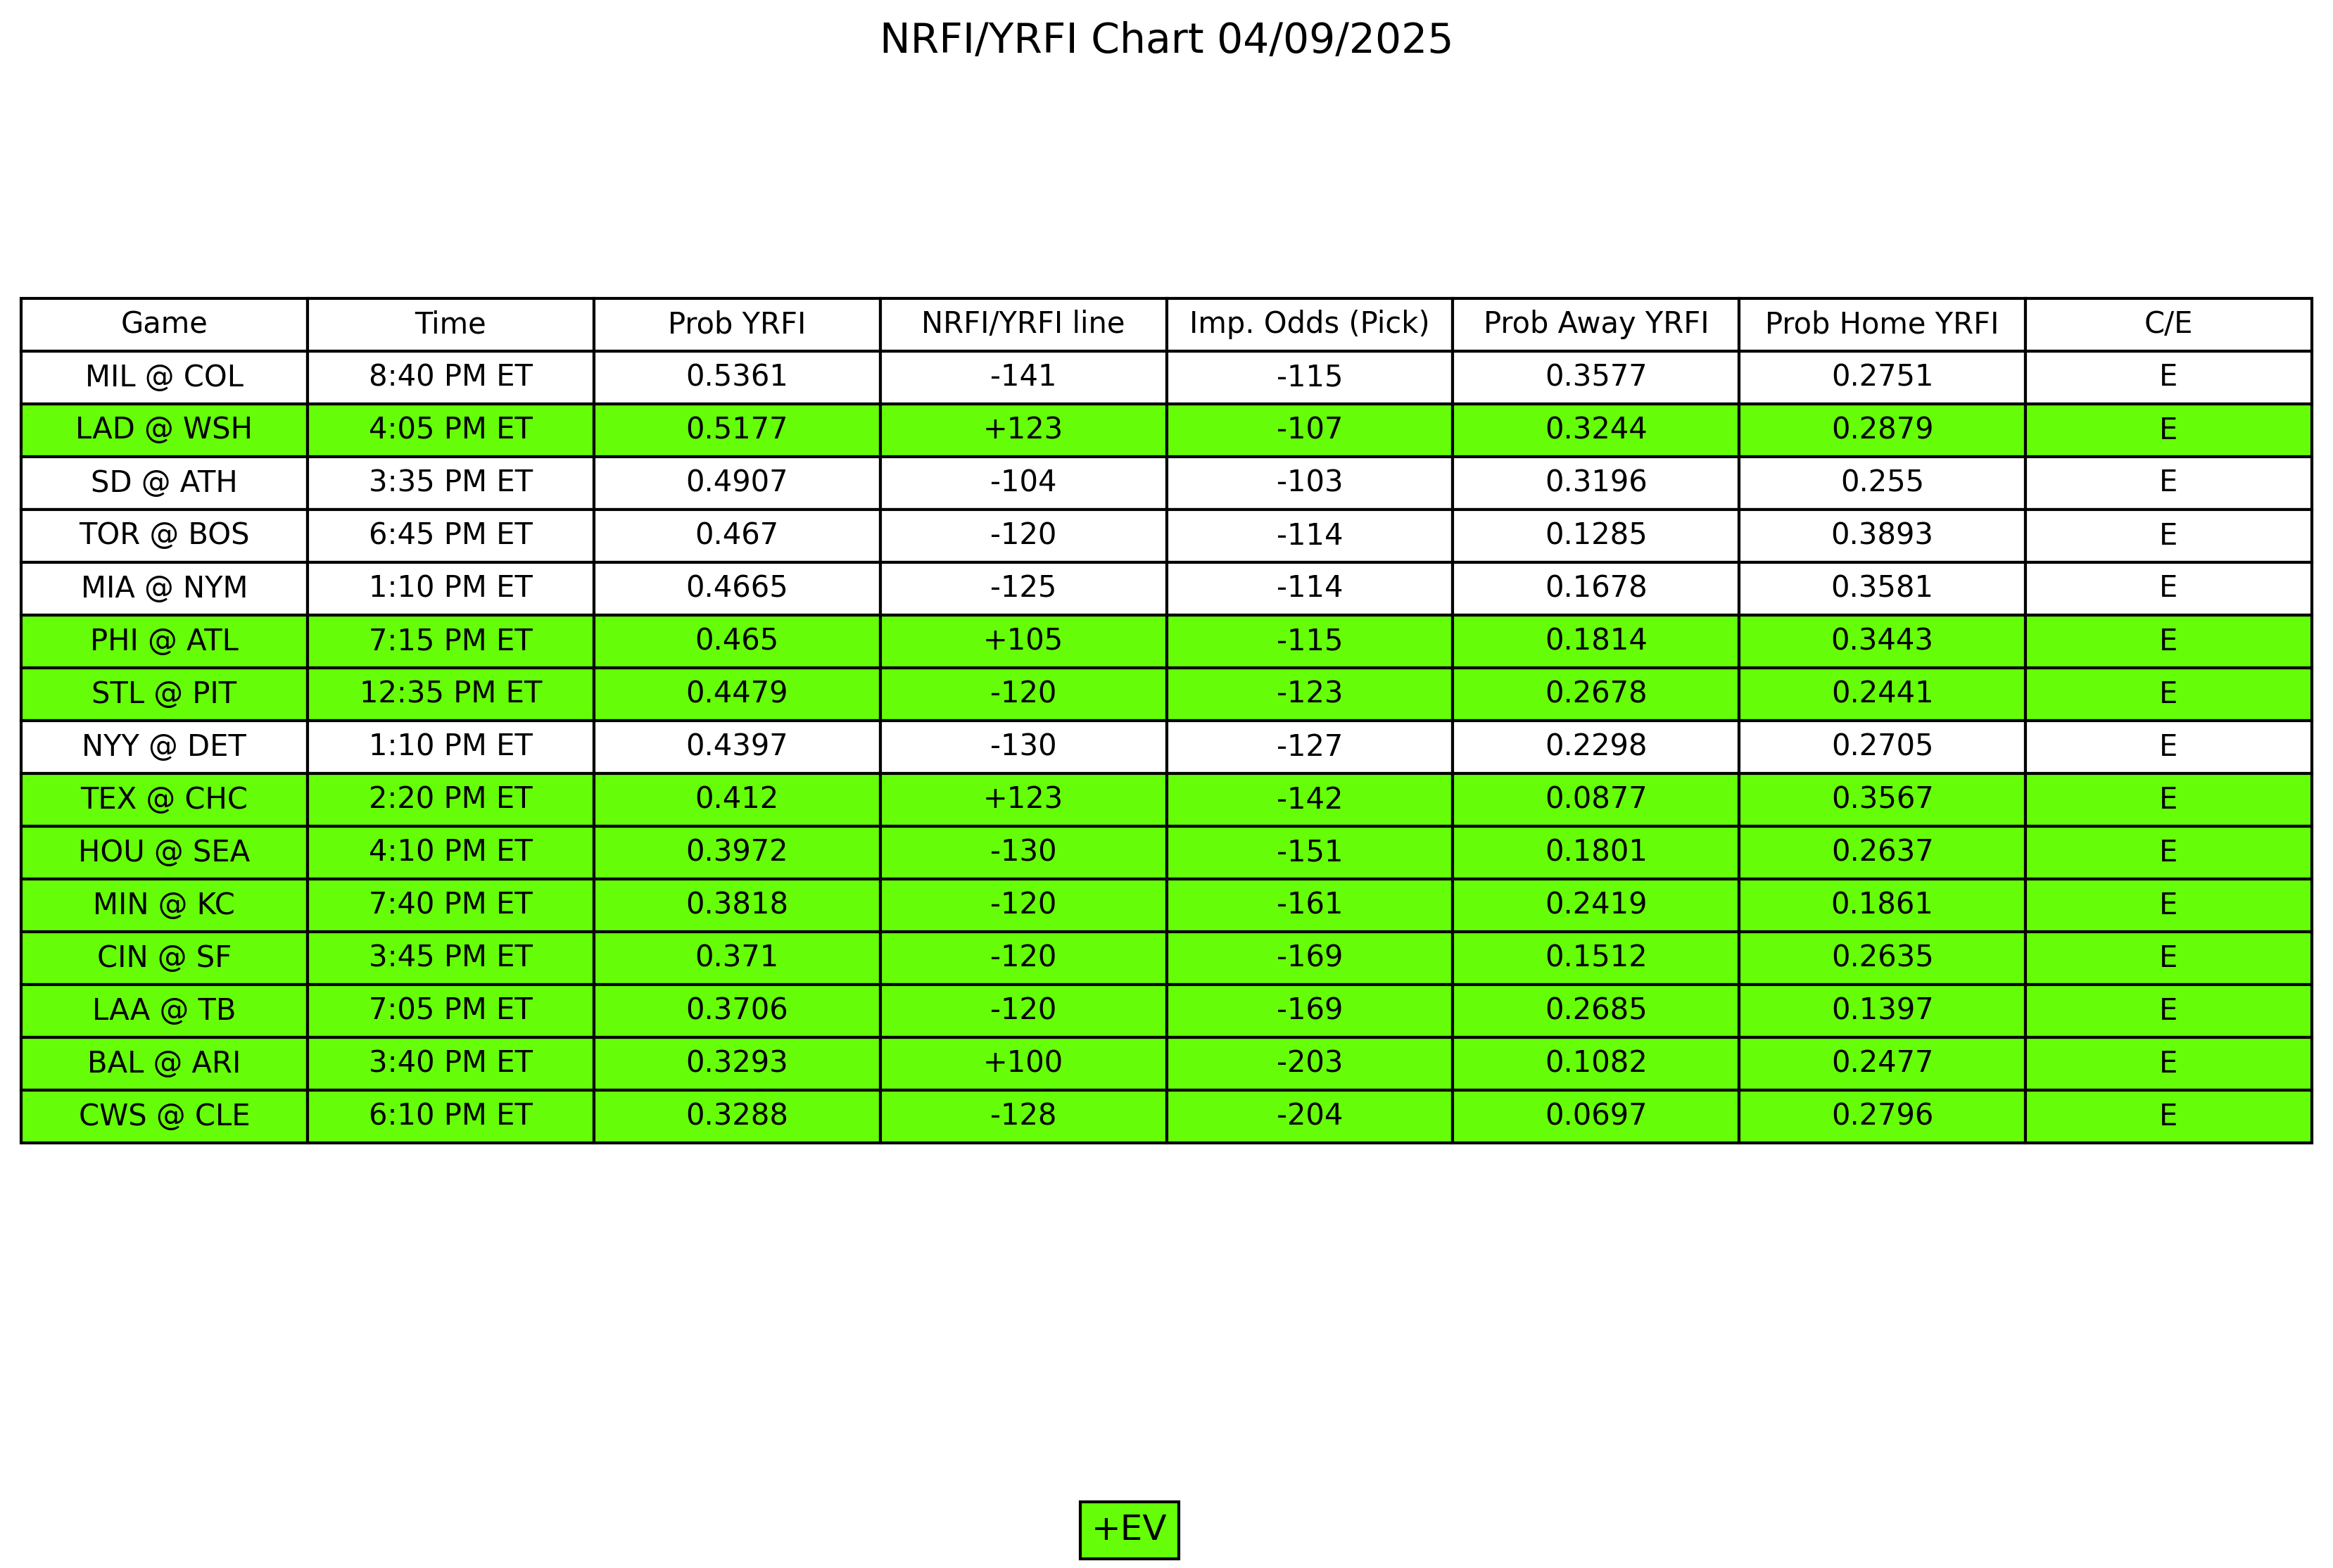 NRFI/YRFI Chart 04/09/2025
Game Time Prob YRFI NRFI/YRFI line Imp. Odds (Pick) Prob Away YRFI Prob Home YRFI C/E
MIL @ COL 8:40 PM ET 0.5361 -141 -115 0.3577 0.2751 E
LAD @ WSH 4:05 PM ET 0.5177 +123 -107 0.3244 0.2879 E
SD @ ATH 3:35 PM ET 0.4907 -104 -103 0.3196 0.255 E
TOR @ BOS 6:45 PM ET 0.467 -120 -114 0.1285 0.3893 E
MIA @ NYM 1:10 PM ET 0.4665 -125 -114 0.1678 0.3581 E
PHI @ ATL 7:15 PM ET 0.465 +105 -115 0.1814 0.3443 E
STL @ PIT 12:35 PM ET 0.4479 -120 -123 0.2678 0.2441 E
NYY @ DET 1:10 PM ET 0.4397 -130 -127 0.2298 0.2705 E
TEX @ CHC 2:20 PM ET 0.412 +123 -142 0.0877 0.3567 E
HOU @ SEA 4:10 PM ET 0.3972 -130 -151 0.1801 0.2637 E
MIN @ KC 7:40 PM ET 0.3818 -120 -161 0.2419 0.1861 E
CIN @ SF 3:45 PM ET 0.371 -120 -169 0.1512 0.2635 E
LAA @ TB 7:05 PM ET 0.3706 -120 -169 0.2685 0.1397 E
BAL @ ARI 3:40 PM ET 0.3293 +100 -203 0.1082 0.2477 E
CWS @ CLE 6:10 PM ET 0.3288 -128 -204 0.0697 0.2796 E
+EV